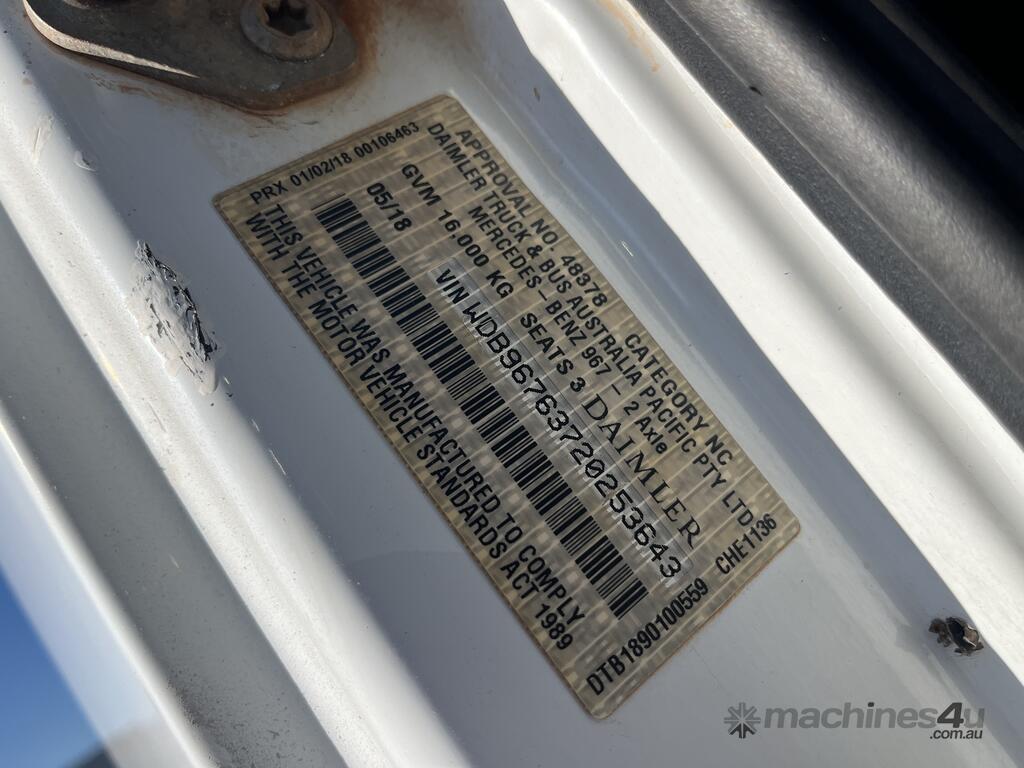 PRX 01/02/18 00106463
APPROVAL NO. 48378 CATEGORY NC
DAIMLER TRUCK & BUS AUSTRALIA PACIFIC PTY LTD
MERCEDES-BENZ 967 / 2 Axle
GVM 16,000 KG SEATS 3 DAIMLER
05/18 VIN WDB96763720253643
THIS VEHICLE WAS MANUFACTURED TO COMPLY
WITH THE MOTOR VEHICLE STANDARDS ACT 1989
DTB1890100559 CHE1136
machines4u
.com.au